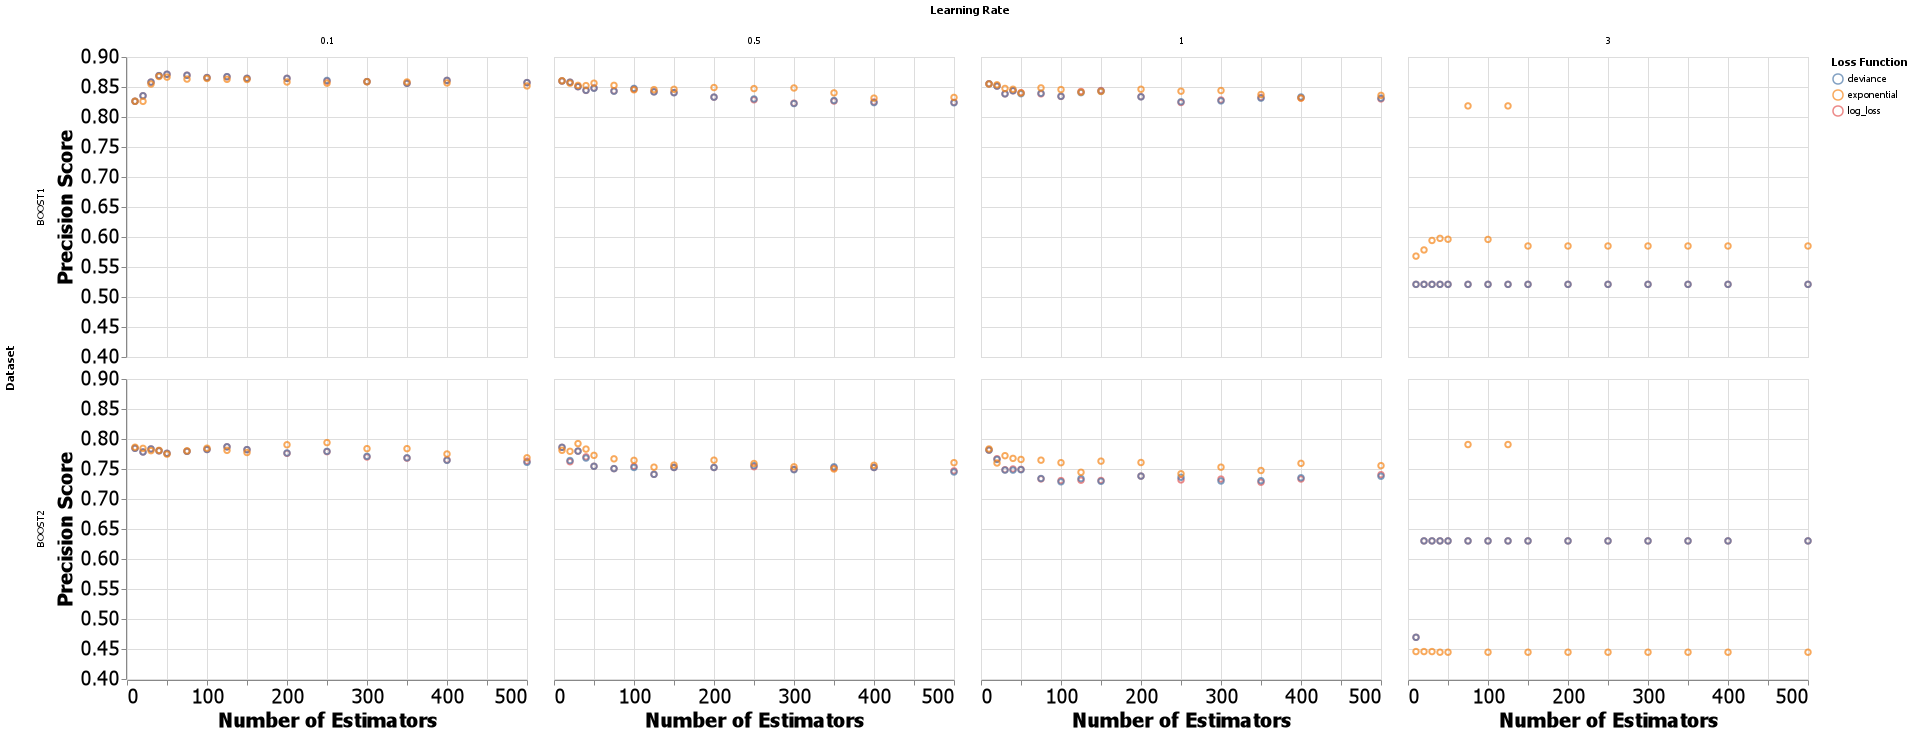 Learning Rate
0.1 0.5 1 3
Loss Function
deviance
exponential
log_loss
Dataset
BOOST1
Precision Score
0.90
0.85
0.80
0.75
0.70
0.65
0.60
0.55
0.50
0.45
0.40
BOOST2
Precision Score
0.90
0.85
0.80
0.75
0.70
0.65
0.60
0.55
0.50
0.45
0.40
0 100 200 300 400 500 0 100 200 300 400 500 0 100 200 300 400 500 0 100 200 300 400 500
Number of Estimators Number of Estimators Number of Estimators Number of Estimators